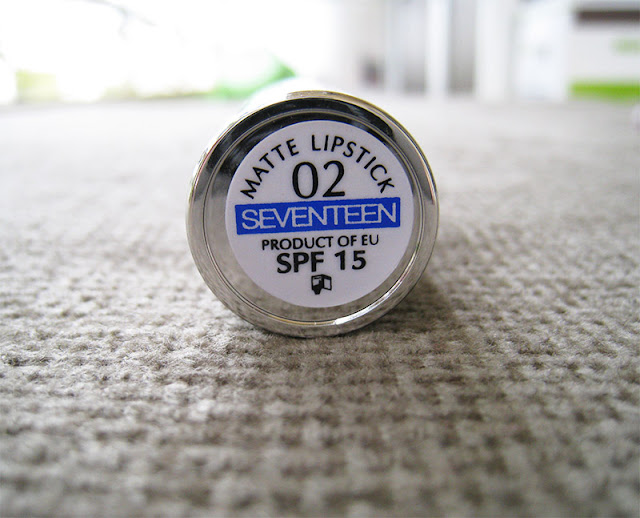 MATTE LIPSTICK
02
SEVENTEEN
PRODUCT OF EU
SPF 15